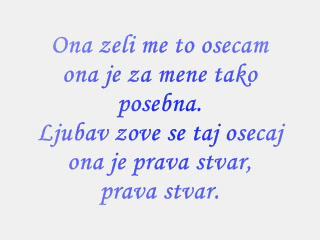 Ona zeli me to osecam
ona je za mene tako
posebna.
Ljubav zove se taj osecaj
ona je prava stvar,
prava stvar.